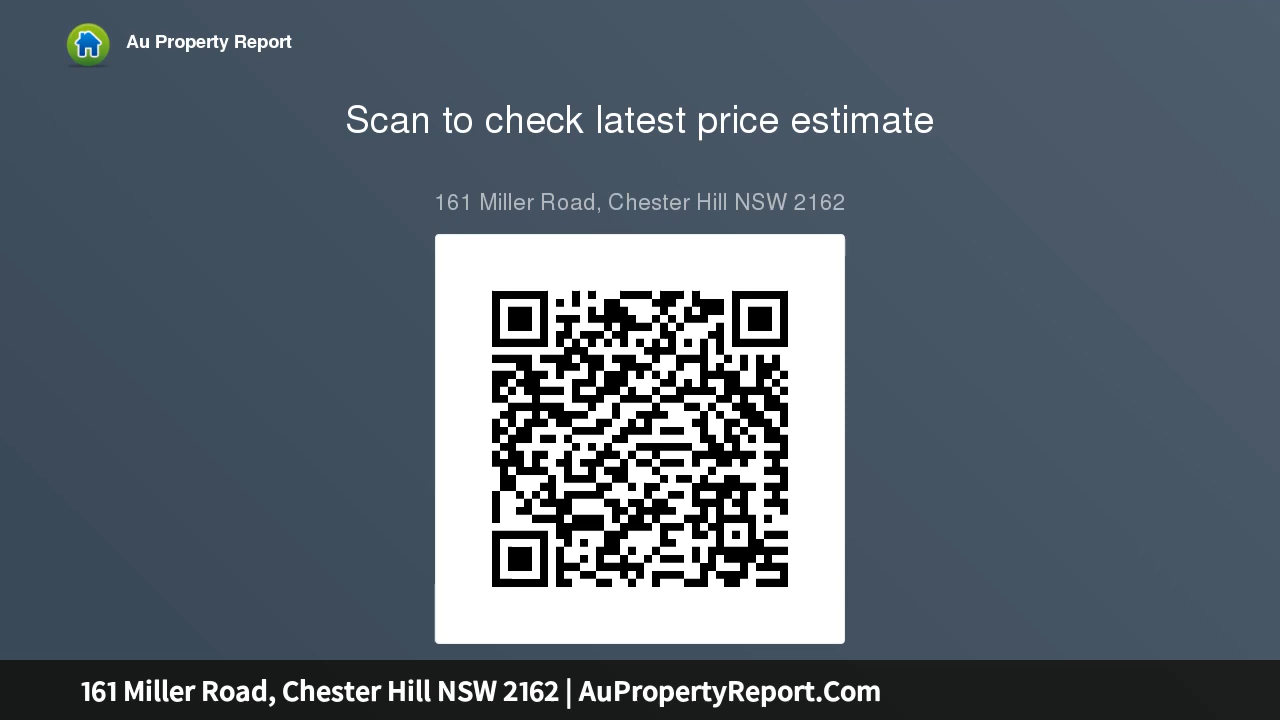 Au Property Report
Scan to check latest price estimate
161 Miller Road, Chester Hill NSW 2162
161 Miller Road, Chester Hill NSW 2162 | AuPropertyReport.Com